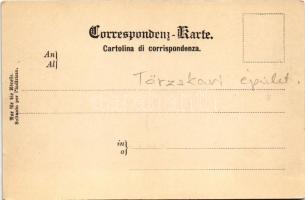 Correspondenz-Karte.
Cartolina di corrispondenza.
An
Al
Törzskari épület.
Nur für die Adresse.
Soltanto per l'indirizzo.
in
a